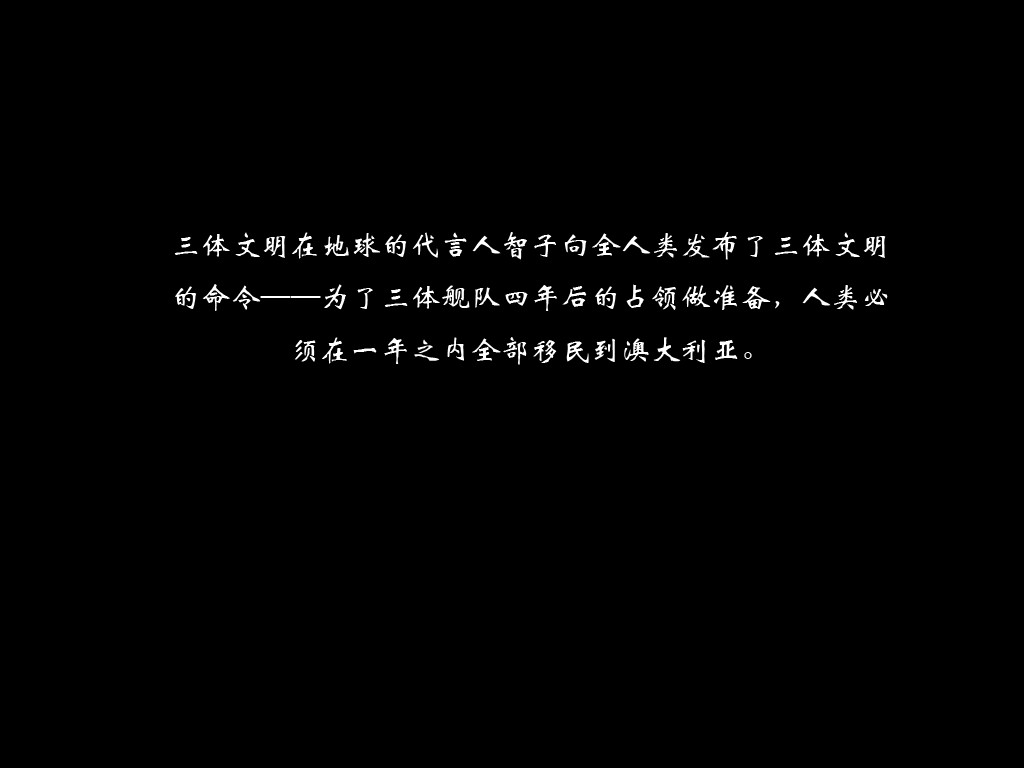 三体文明在地球的代言人智子向全人类发布了三体文明
的命令——为了三体舰队四年后的占领做准备，人类必
须在一年之内全部移民到澳大利亚。